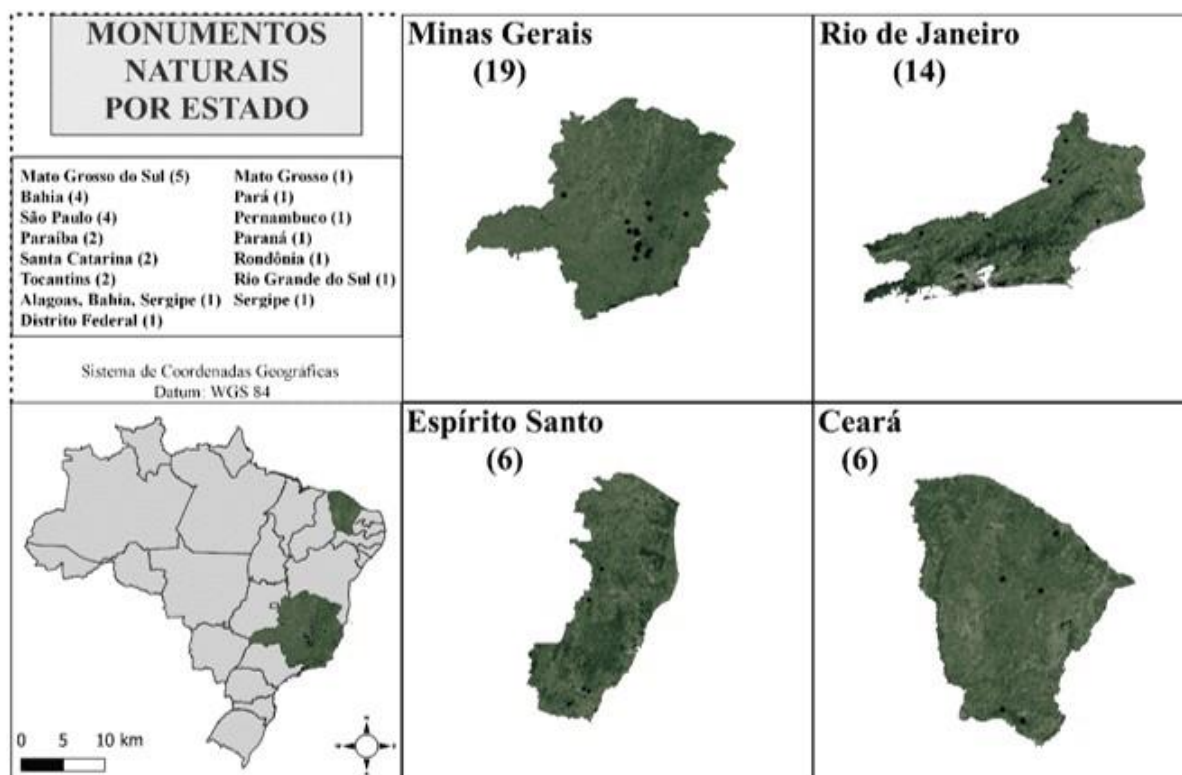 MONUMENTOS
NATURAIS
POR ESTADO
Mato Grosso do Sul (5)
Bahia (4)
São Paulo (4)
Paraíba (2)
Santa Catarina (2)
Tocantins (2)
Alagoas, Bahia, Sergipe (1)
Distrito Federal (1)
Mato Grosso (1)
Pará (1)
Pernambuco (1)
Paraná (1)
Rondônia (1)
Rio Grande do Sul (1)
Sergipe (1)
Sistema de Coordenadas Geográficas
Datum: WGS 84
Minas Gerais
(19)
Rio de Janeiro
(14)
Espírito Santo
(6)
Ceará
(6)
0 5 10 km